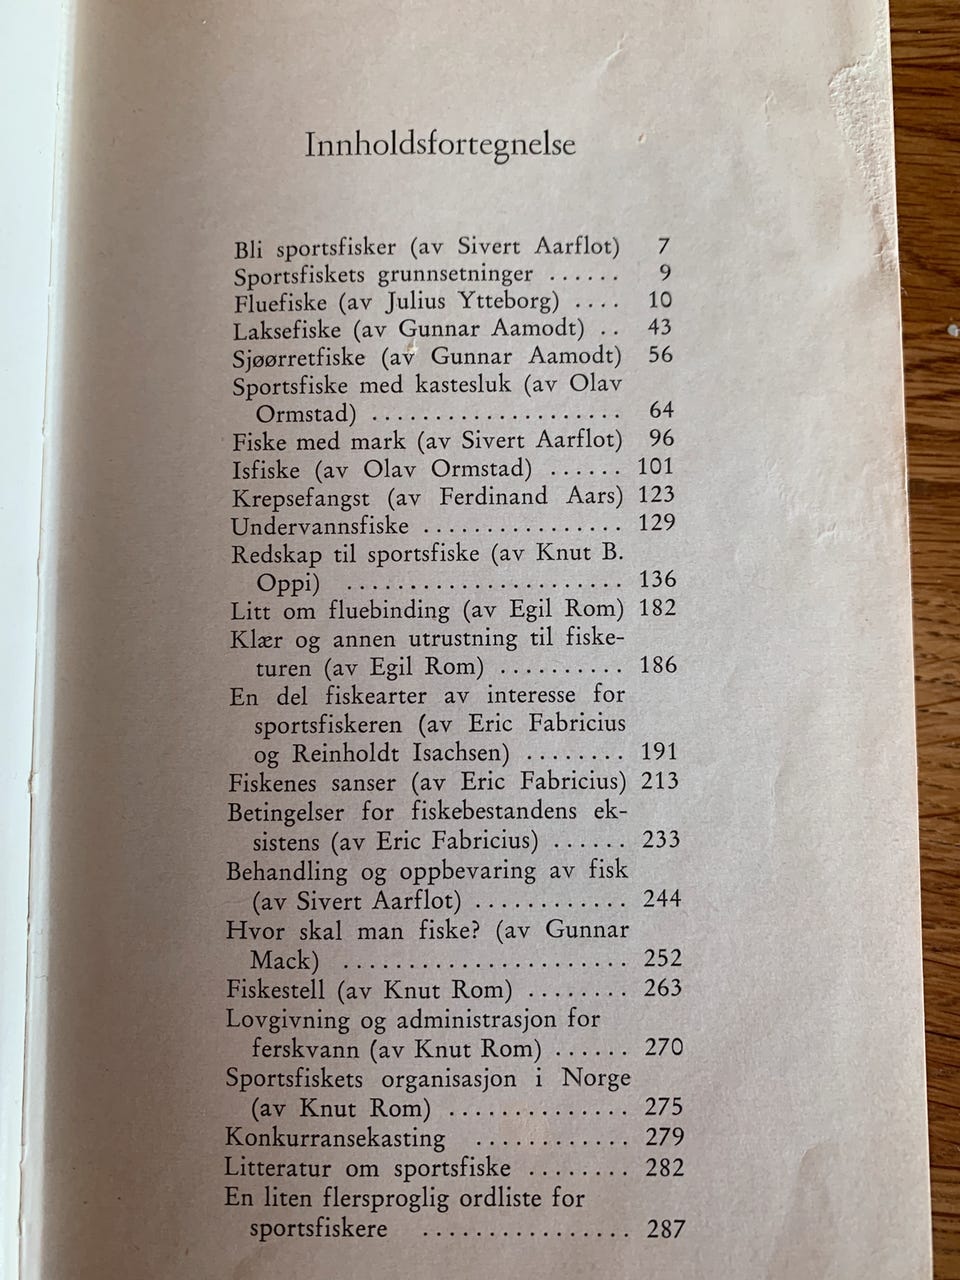 Innholdsfortegnelse
Bli sportsfisker (av Sivert Aarflot) 7
Sportsfiskets grunnsetninger ...... 9
Fluefiske (av Julius Ytteborg) .... 10
Laksefiske (av Gunnar Aamodt) .. 43
Sjøørretfiske (av Gunnar Aamodt) 56
Sportsfiske med kastesluk (av Olav
Ormstad) .................... 64
Fiske med mark (av Sivert Aarflot) 96
Isfiske (av Olav Ormstad) ...... 101
Krepsefangst (av Ferdinand Aars) 123
Undervannsfiske ................ 129
Redskap til sportsfiske (av Knut B.
Oppi) ...................... 136
Litt om fluebinding (av Egil Rom) 182
Klær og annen utrustning til fiske-
turen (av Egil Rom) .......... 186
En del fiskearter av interesse for
sportsfiskeren (av Eric Fabricius
og Reinholdt Isachsen) ........ 191
Fiskenes sanser (av Eric Fabricius) 213
Betingelser for fiskebestandens ek-
sistens (av Eric Fabricius) ...... 233
Behandling og oppbevaring av fisk
(av Sivert Aarflot) ............ 244
Hvor skal man fiske? (av Gunnar
Mack) ....................... 252
Fiskestell (av Knut Rom) ........ 263
Lovgivning og administrasjon for
ferskvann (av Knut Rom) ...... 270
Sportsfiskets organisasjon i Norge
(av Knut Rom) ............... 275
Konkurransekasting ............ 279
Litteratur om sportsfiske ........ 282
En liten flersproglig ordliste for
sportsfiskere ................. 287